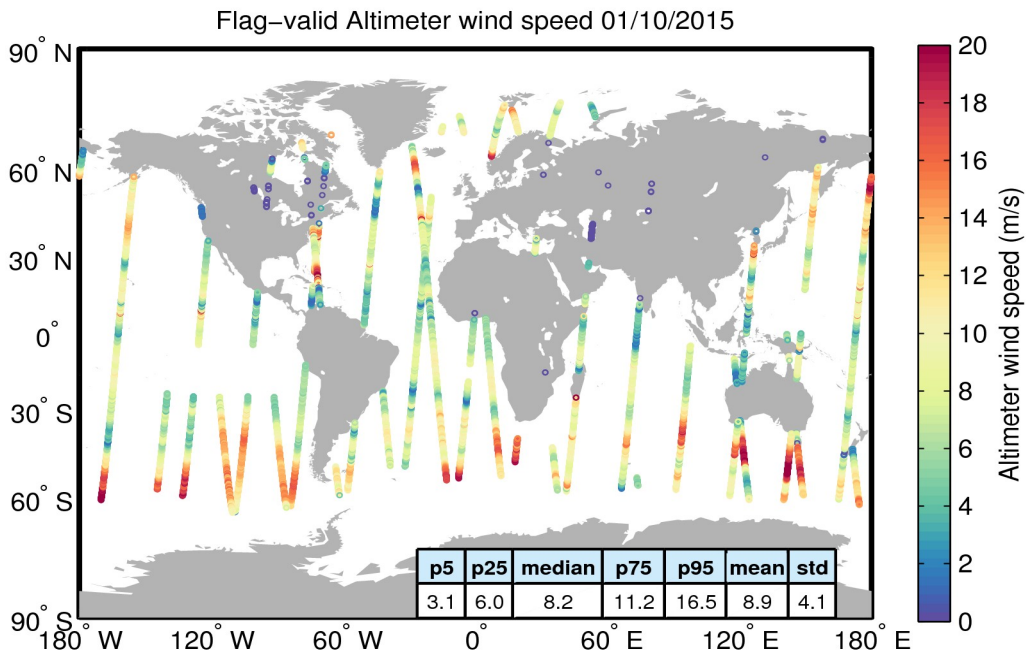 Flag−valid Altimeter wind speed 01/10/2015
90° N
60° N
30° N
0°
30° S
60° S
90° S
180° W
120° W
60° W
0°
60° E
120° E
180° E
p5 p25 median p75 p95 mean std
3.1 6.0 8.2 11.2 16.5 8.9 4.1
20
18
16
14
12
10
8
6
4
2
0
Altimeter wind speed (m/s)